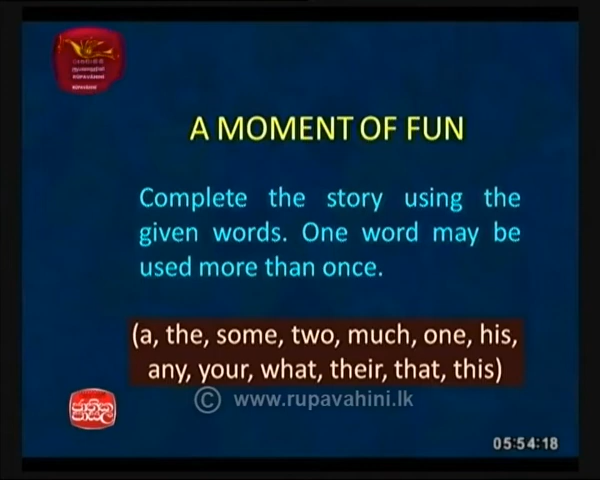 A MOMENT OF FUN
Complete the story using the
given words. One word may be
used more than once.
(a, the, some, two, much, one, his,
any, your, what, their, that, this)
© www.rupavahini.lk
05:54:18